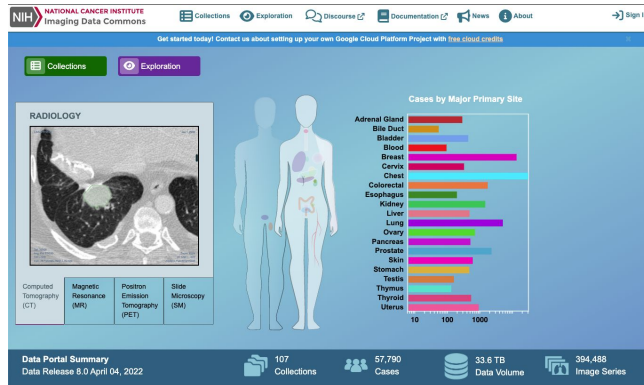 NIH NATIONAL CANCER INSTITUTE
Imaging Data Commons
Collections Exploration Discourse Documentation News About Sign I
Get started today! Contact us about setting up your own Google Cloud Platform Project with free cloud credits
Collections Exploration
RADIOLOGY
Computed Tomography (CT)
Magnetic Resonance (MR)
Positron Emission Tomography (PET)
Slide Microscopy (SM)
Cases by Major Primary Site
Adrenal Gland
Bile Duct
Bladder
Blood
Breast
Cervix
Chest
Colorectal
Esophagus
Kidney
Liver
Lung
Ovary
Pancreas
Prostate
Skin
Stomach
Testis
Thymus
Thyroid
Uterus
10 100 1000
Data Portal Summary
Data Release 8.0 April 04, 2022
107
Collections
57,790
Cases
33.6 TB
Data Volume
394,488
Image Series